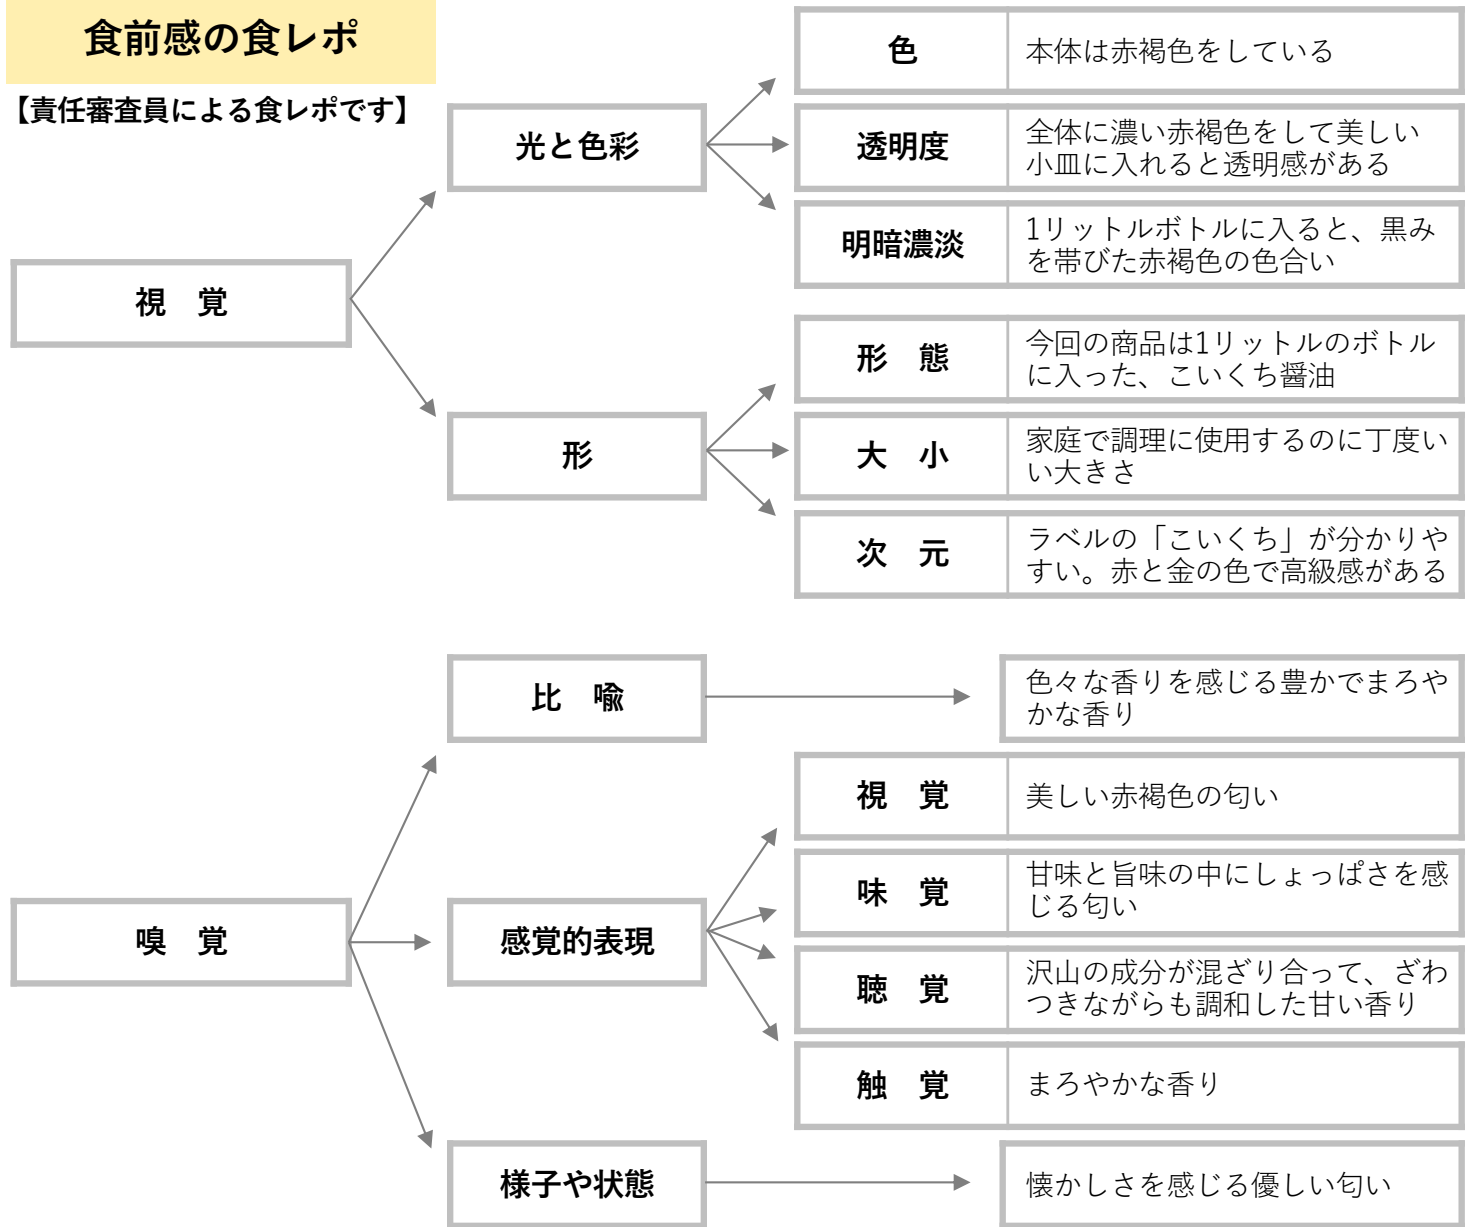 食前感の食レポ
【責任審査員による食レポです】
視　覚
光と色彩
色
本体は赤褐色をしている
透明度
全体に濃い赤褐色をして美しい
小皿に入れると透明感がある
明暗濃淡
1リットルボトルに入ると、黒み
を帯びた赤褐色の色合い
形
形　態
今回の商品は1リットルのボトル
に入った、こいくち醤油
大　小
家庭で調理に使用するのに丁度い
い大きさ
次　元
ラベルの「こいくち」が分かりや
すい。赤と金の色で高級感がある
嗅　覚
比　喩
色々な香りを感じる豊かでまろや
かな香り
感覚的表現
視　覚
美しい赤褐色の匂い
味　覚
甘味と旨味の中にしょっぱさを感
じる匂い
聴　覚
沢山の成分が混ざり合って、ざわ
つきながらも調和した甘い香り
触　覚
まろやかな香り
様子や状態
懐かしさを感じる優しい匂い